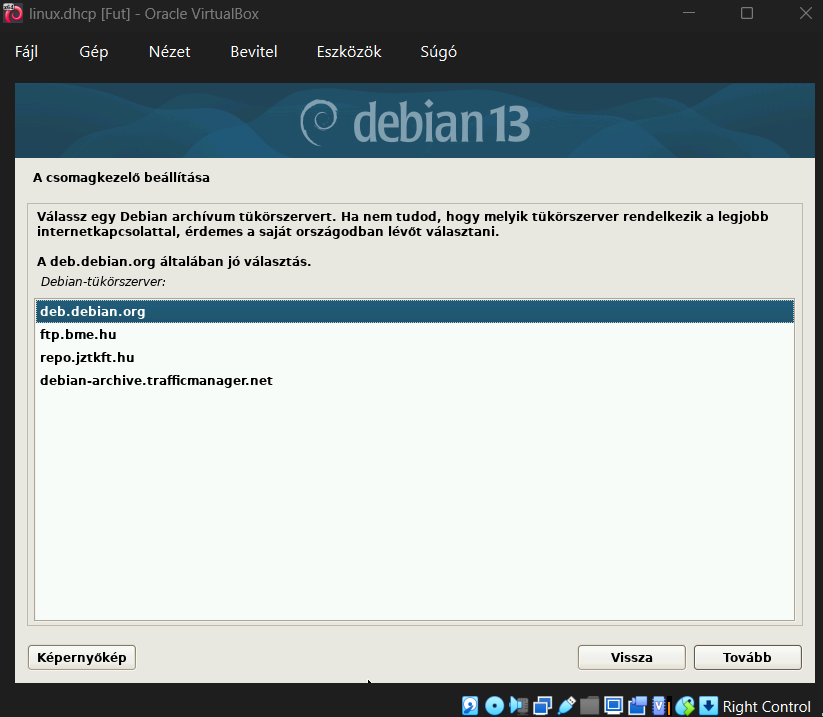 linux.dhcp [Fut] - Oracle VirtualBox
Fájl Gép Nézet Bevitel Eszközök Súgó
debian 13
A csomagkezelő beállítása
Válassz egy Debian archívum tükörszervert. Ha nem tudod, hogy melyik tükörszerver rendelkezik a legjobb
internetkapcsolattal, érdemes a saját országodban lévőt választani.
A deb.debian.org általában jó választás.
Debian-tükörszerver:
deb.debian.org
ftp.bme.hu
repo.jztkft.hu
debian-archive.trafficmanager.net
Képernyőkép Vissza Tovább
Right Control